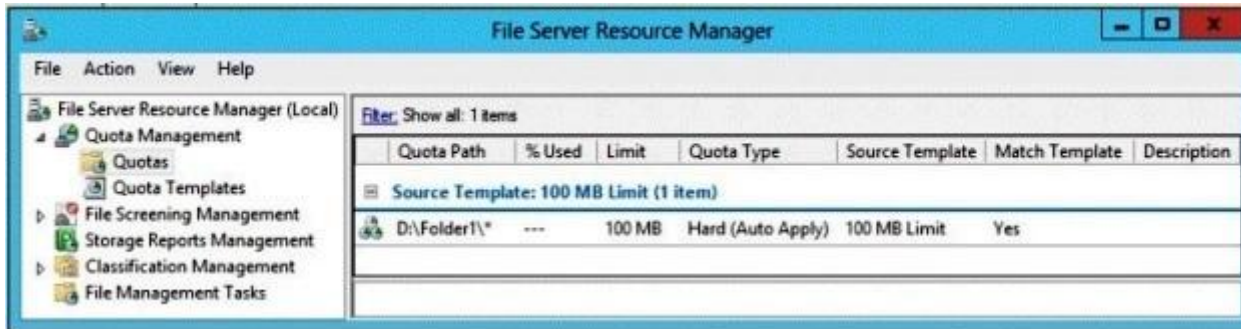 File Server Resource Manager
File Action View Help
File Server Resource Manager (Local)
Quota Management
Quotas
Quota Templates
File Screening Management
Storage Reports Management
Classification Management
File Management Tasks
Filter: Show all: 1 items
Quota Path % Used Limit Quota Type Source Template Match Template Description
Source Template: 100 MB Limit (1 item)
D:\Folder1\* --- 100 MB Hard (Auto Apply) 100 MB Limit Yes